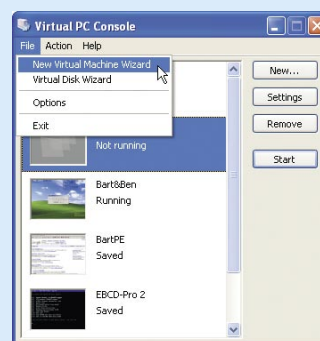 Virtual PC Console
File Action Help
New Virtual Machine Wizard
Virtual Disk Wizard
Options
Exit
New...
Settings
Remove
Start
Not running
Bart&Ben
Running
BartPE
Saved
EBCD-Pro 2
Saved